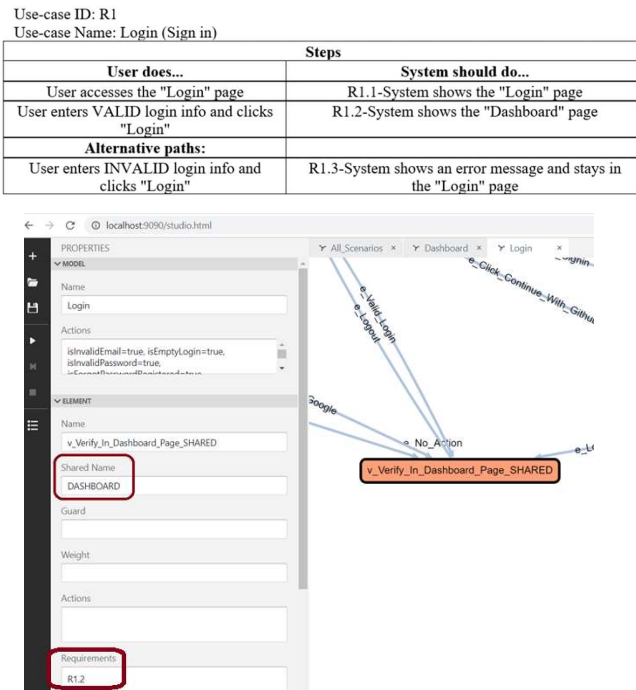 Use-case ID: R1
Use-case Name: Login (Sign in)
Steps
User does... System should do...
User accesses the "Login" page R1.1-System shows the "Login" page
User enters VALID login info and clicks "Login" R1.2-System shows the "Dashboard" page
Alternative paths:
User enters INVALID login info and clicks "Login" R1.3-System shows an error message and stays in the "Login" page
localhost:9090/studio.html
PROPERTIES
All_Scenarios × Dashboard × Login ×
MODEL
Name
Login
Actions
isInvalidEmail=true, isEmptyLogin=true,
isInvalidPassword=true,
ELEMENT
Name
v_Verify_In_Dashboard_Page_SHARED
Shared Name
DASHBOARD
Guard
Weight
Actions
Requirements
R1.2
e_Click_Continue_With_Githu
e_Valid_Login
e_Logout
Google
e_No_Action
v_Verify_In_Dashboard_Page_SHARED